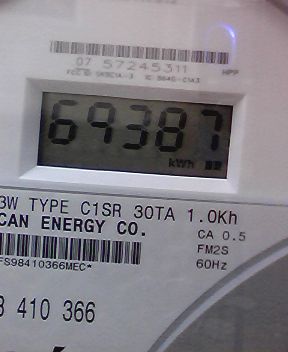 07 57245311
HPP
69387
kWh
3W TYPE C1SR 30TA 1.0Kh
CAN ENERGY CO.
CA 0.5
FM2S
60Hz
FS98410366MEC*
8 410 366